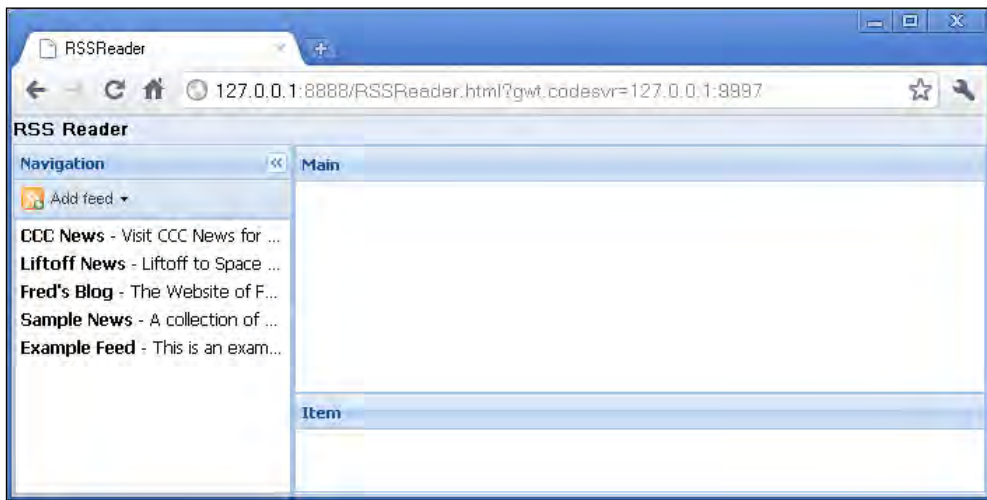 RSSReader
127.0.0.1:8888/RSSReader.html?gwt.codesvr=127.0.0.1:9997
RSS Reader
Navigation
Main
Add feed
CCC News - Visit CCC News for ...
Liftoff News - Liftoff to Space ...
Fred's Blog - The Website of F...
Sample News - A collection of ...
Example Feed - This is an exam...
Item